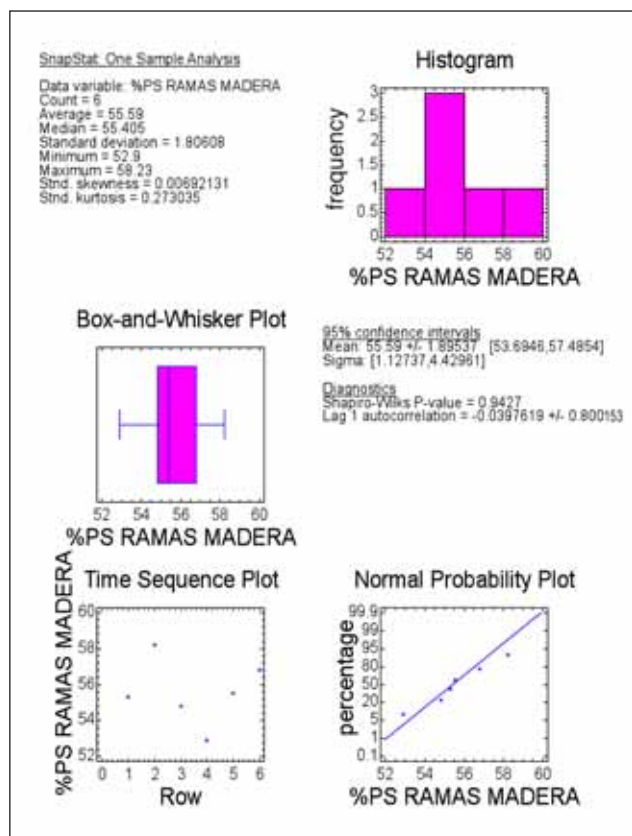 SnapStat: One Sample Analysis
Data variable: %PS RAMAS MADERA
Count = 6
Average = 55.59
Median = 55.405
Standard deviation = 1.80608
Minimum = 52.9
Maximum = 58.23
Stnd. skewness = 0.00692131
Stnd. kurtosis = 0.273035
Histogram
frequency
3
2.5
2
1.5
1
0.5
0
52 54 56 58 60
%PS RAMAS MADERA
Box-and-Whisker Plot
52 54 56 58 60
%PS RAMAS MADERA
95% confidence intervals
Mean: 55.59 +/- 1.89537 [53.6946,57.4854]
Sigma: [1.12737,4.42961]
Diagnostics
Shapiro-Wilks P-value = 0.9427
Lag 1 autocorrelation = -0.0397619 +/- 0.800153
Time Sequence Plot
%PS RAMAS MADERA
60
58
56
54
52
0 1 2 3 4 5 6
Row
Normal Probability Plot
percentage
99.9
99
95
80
50
20
5
1
0.1
52 54 56 58 60
%PS RAMAS MADERA